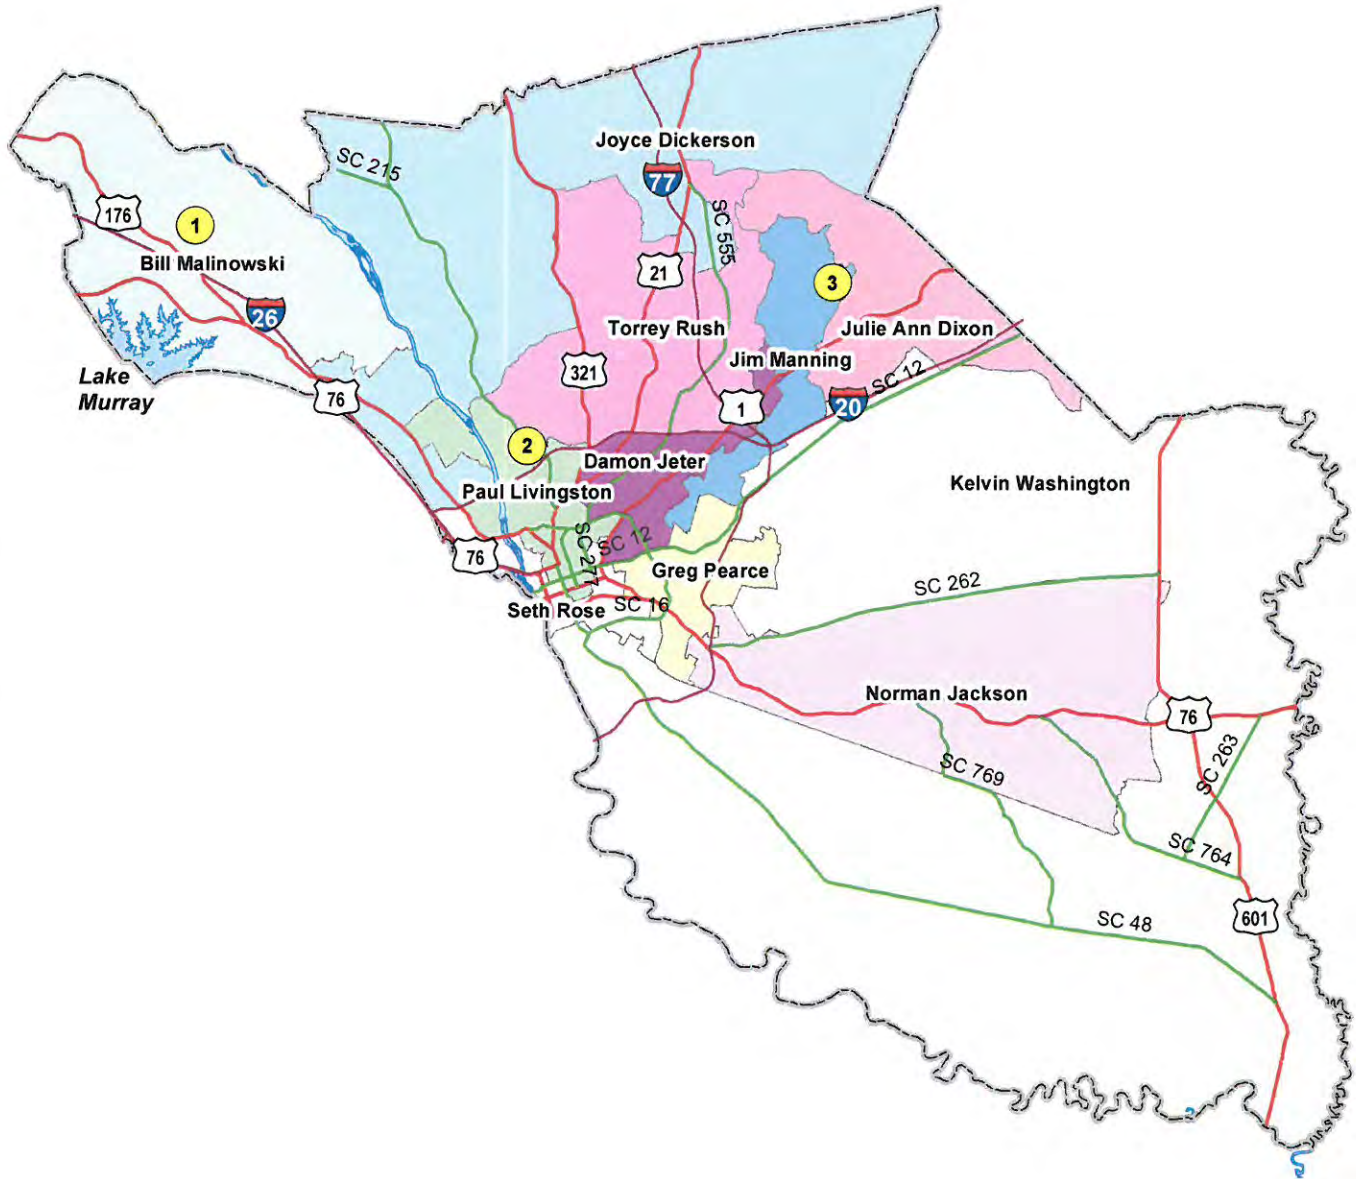 Joyce Dickerson
SC 215
77
176
1
SC 555
Bill Malinowski
21
3
26
Torrey Rush
Julie Ann Dixon
Jim Manning
Lake
Murray
321
SC 12
76
1
20
2
Damon Jeter
Paul Livingston
Kelvin Washington
SC 12
76
SC 277
Greg Pearce
SC 262
Seth Rose
SC 16
Norman Jackson
76
SC 263
SC 769
SC 764
601
SC 48